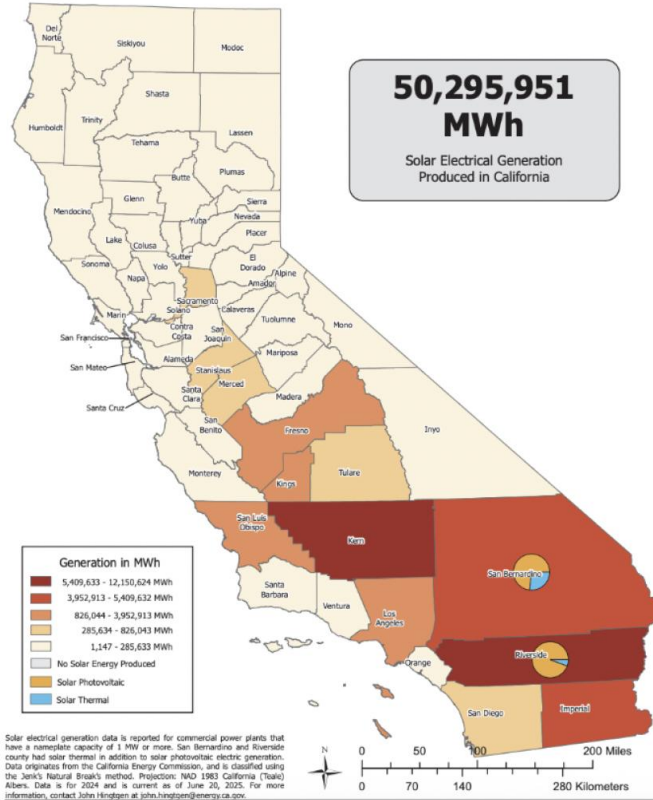 Del
Norte
Siskiyou
Modoc
50,295,951
MWh
Solar Electrical Generation
Produced in California
Humboldt
Trinity
Shasta
Lassen
Tehama
Plumas
Butte
Mendocino
Glenn
Sierra
Nevada
Yuba
Placer
Lake
Colusa
Sutter
Sonoma
Napa
Yolo
El
Dorado
Alpine
Amador
Sacramento
Marin
Solano
Calaveras
Tuolumne
Mono
Contra
Costa
San
Joaquin
San Francisco
Alameda
Mariposa
San Mateo
Stanislaus
Merced
Santa
Clara
Madera
Santa Cruz
San
Benito
Fresno
Inyo
Monterey
Kings
Tulare
San Luis
Obispo
Kern
San Bernardino
Santa
Barbara
Ventura
Los
Angeles
Orange
Riverside
San Diego
Imperial
Generation in MWh
5,409,633 - 12,150,624 MWh
3,952,913 - 5,409,632 MWh
826,044 - 3,952,913 MWh
285,634 - 826,043 MWh
1,147 - 285,633 MWh
No Solar Energy Produced
Solar Photovoltaic
Solar Thermal
Solar electrical generation data is reported for commercial power plants that
have a nameplate capacity of 1 MW or more. San Bernardino and Riverside
county had solar thermal in addition to solar photovoltaic electric generation.
Data originates from the California Energy Commission, and is classified using
the Jenk's Natural Break's method. Projection: NAD 1983 California (Teale)
Albers. Data is for 2024 and is current as of June 20, 2025. For more
information, contact John Hingtgen at john.hingtgen@energy.ca.gov.
N
0 50 100 200 Miles
0 70 140 280 Kilometers